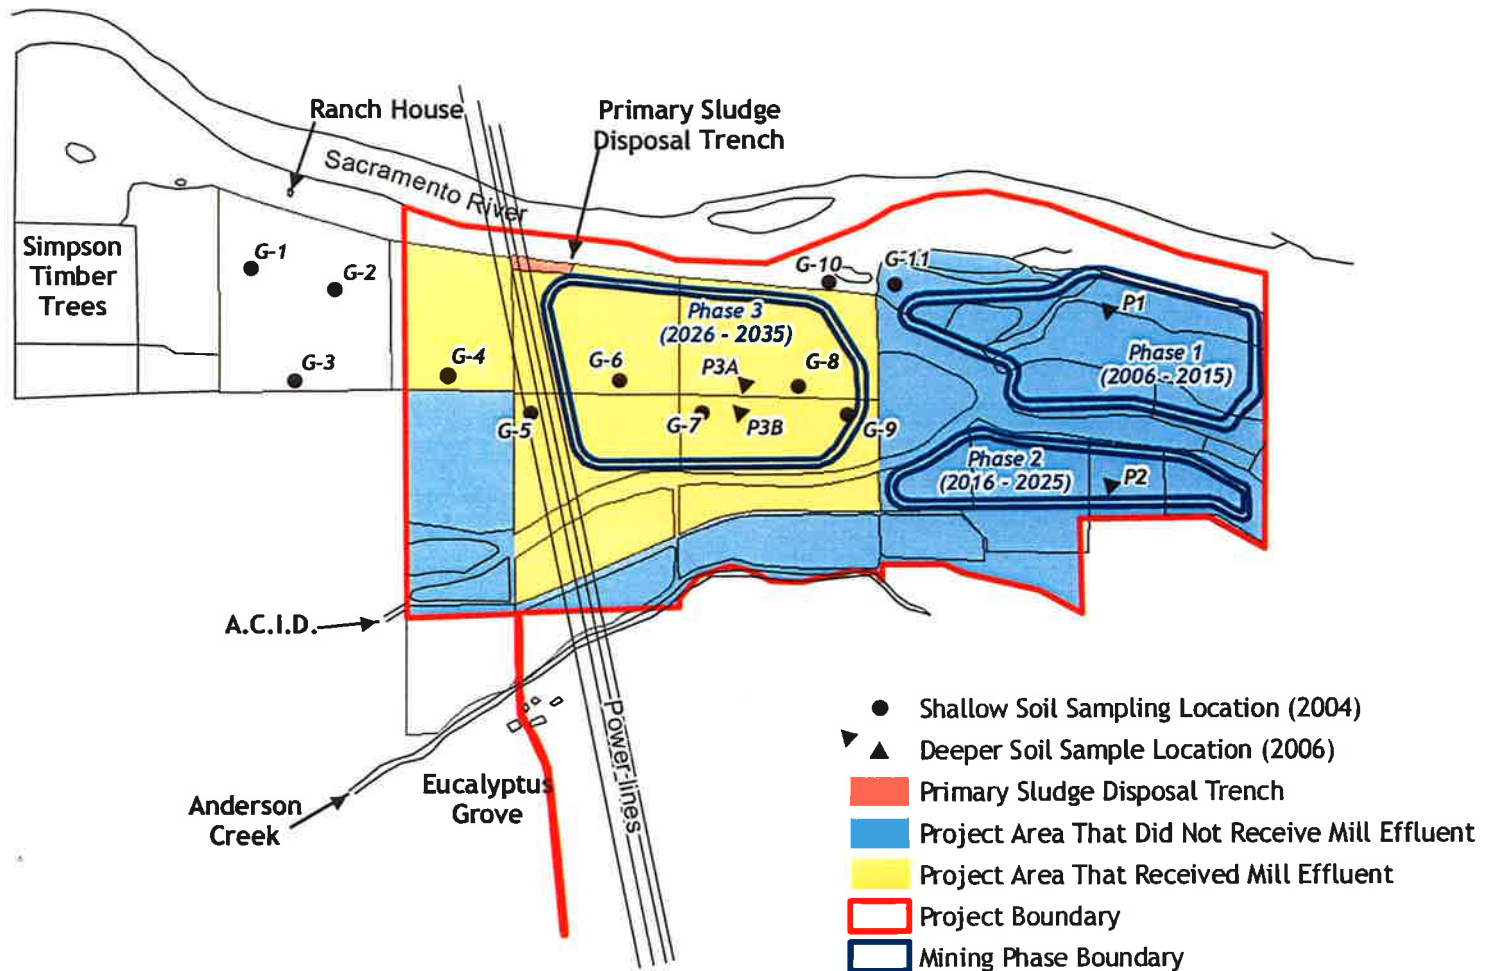 Ranch House
Primary Sludge
Disposal Trench
Sacramento River
Simpson
Timber
Trees
G-1
G-2
G-3
G-4
G-5
G-6
G-7
G-8
G-9
G-10
G-11
Phase 3
(2026 - 2035)
P3A
P3B
P1
Phase 1
(2006 - 2015)
Phase 2
(2016 - 2025)
P2
A.C.I.D.
Power lines
Anderson
Creek
Eucalyptus
Grove
Shallow Soil Sampling Location (2004)
Deeper Soil Sample Location (2006)
Primary Sludge Disposal Trench
Project Area That Did Not Receive Mill Effluent
Project Area That Received Mill Effluent
Project Boundary
Mining Phase Boundary